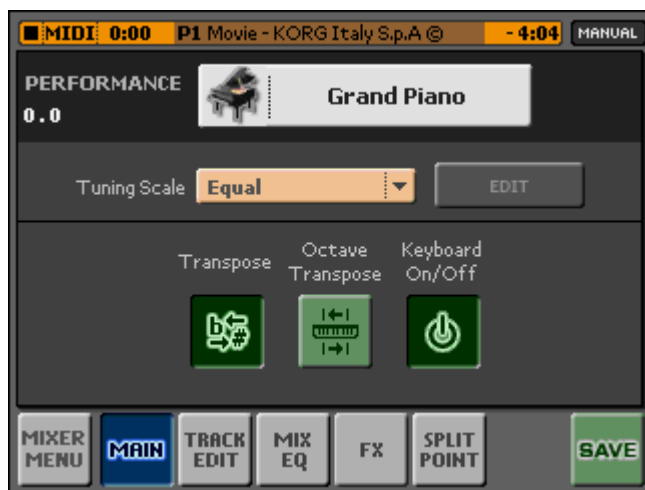 MIDI 0:00 P1 Movie - KORG Italy S.p.A © - 4:04 MANUAL
PERFORMANCE
0.0
Grand Piano
Tuning Scale Equal EDIT
Transpose
Octave
Transpose
Keyboard
On/Off
b #
MIXER
MENU
MAIN
TRACK
EDIT
MIX
EQ
FX
SPLIT
POINT
SAVE